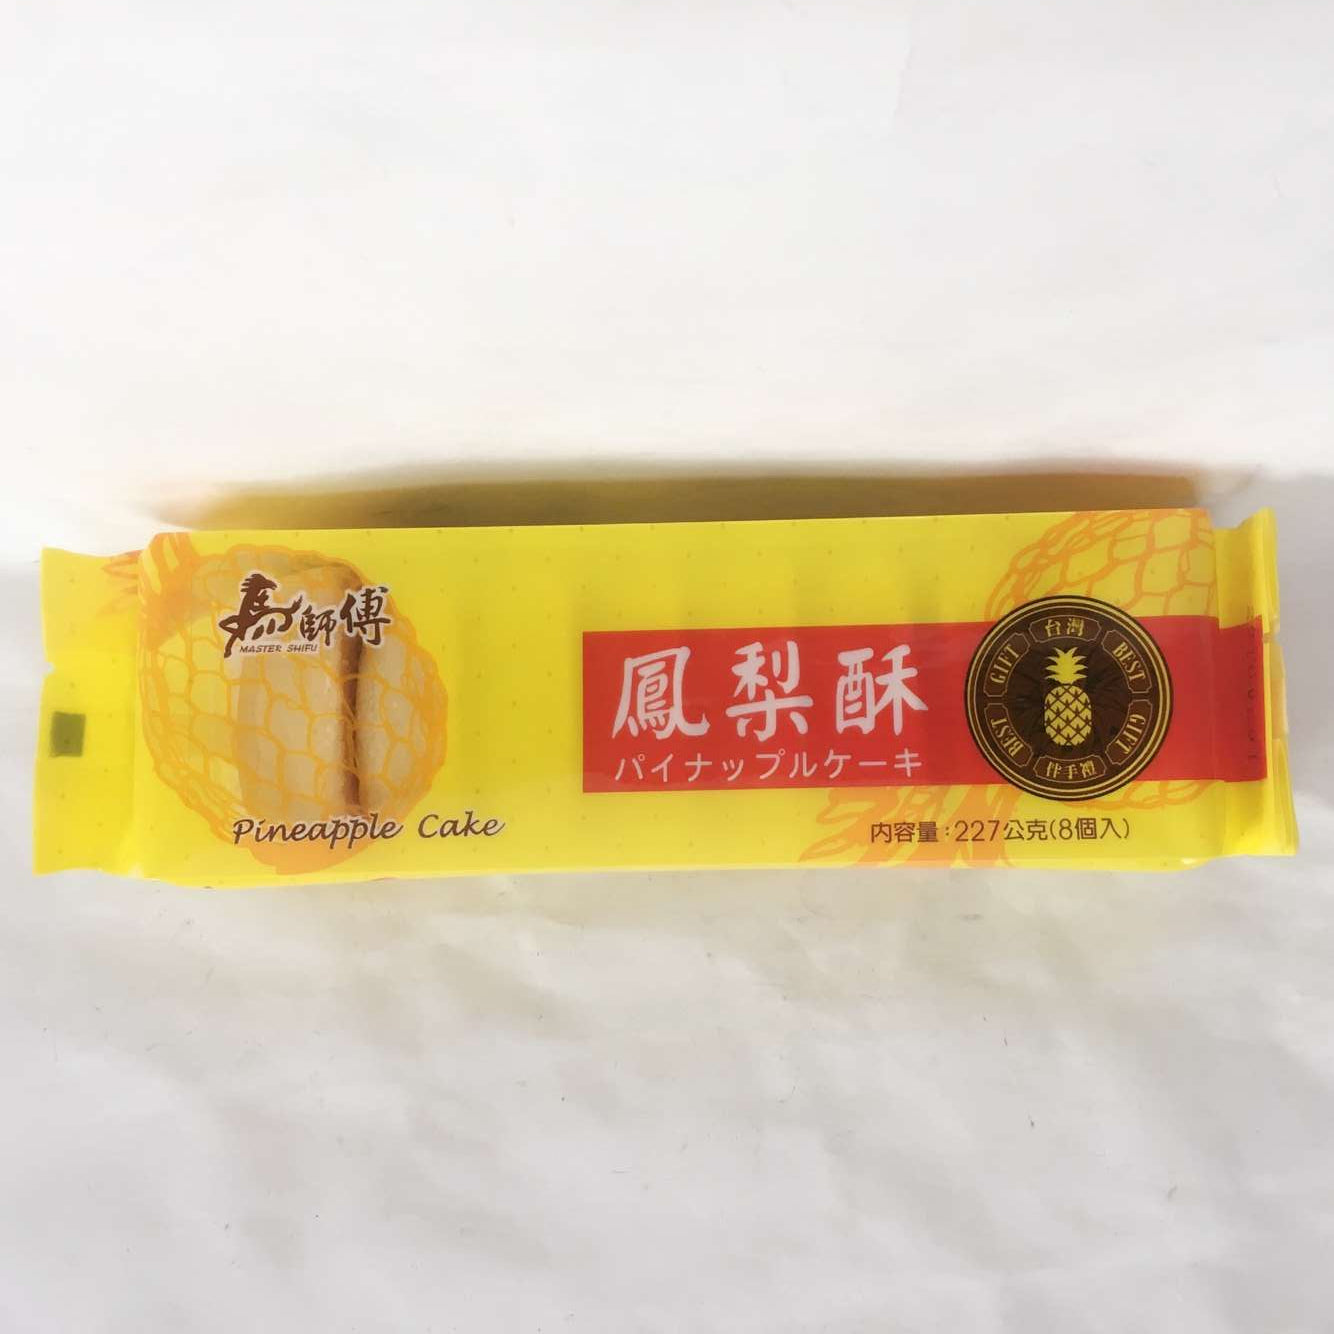 馬師傅
MASTER SHIFU
Pineapple Cake
鳳梨酥
パイナップルケーキ
台灣
BEST
GIFT
伴手禮
BEST
GIFT
内容量:227公克(8個入)